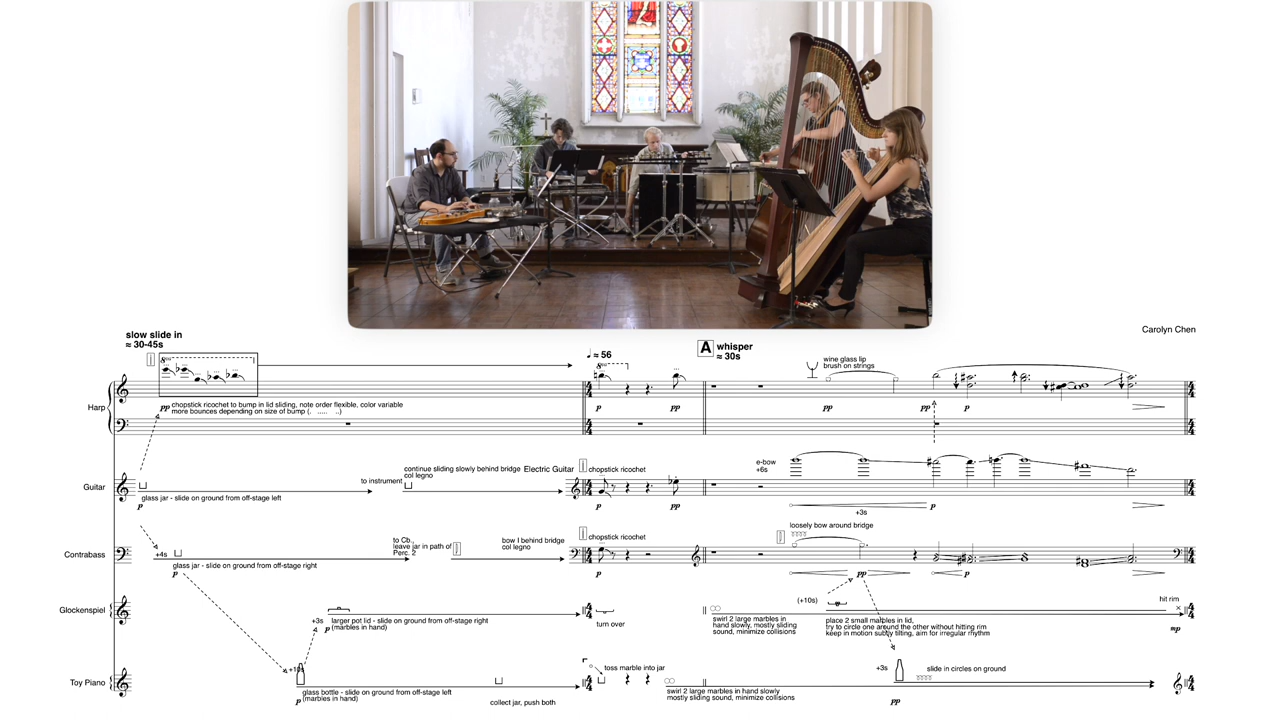 Carolyn Chen
slow slide in
≈ 30-45s
♩ ≈ 56
A whisper
≈ 30s
wine glass lip
brush on strings
8va
8va
Harp
pp chopstick ricochet to bump in lid sliding, note order flexible, color variable
more bounces depending on size of bump (. ..... ..)
p
pp
pp
pp
p
e-bow
+6s
continue sliding slowly behind bridge
col legno
Electric Guitar
chopstick ricochet
to instrument
Guitar
glass jar - slide on ground from off-stage left
p
p
pp
p
+3s
loosely bow around bridge
to Cb.,
leave jar in path of
Perc. 2
bow I behind bridge
col legno
chopstick ricochet
Contrabass
+4s
glass jar - slide on ground from off-stage right
p
p
pp
p
(+10s)
hit rim
Glockenspiel
+3s
p
larger pot lid - slide on ground from off-stage right
(marbles in hand)
turn over
swirl 2 large marbles in
hand slowly, mostly sliding
sound, minimize collisions
place 2 small marbles in lid,
try to circle one around the other without hitting rim
keep in motion subtly tilting, aim for irregular rhythm
mp
toss marble into jar
+3s
slide in circles on ground
Toy Piano
+10s
glass bottle - slide on ground from off-stage left
p (marbles in hand)
collect jar, push both
swirl 2 large marbles in hand slowly
mostly sliding sound, minimize collisions
pp